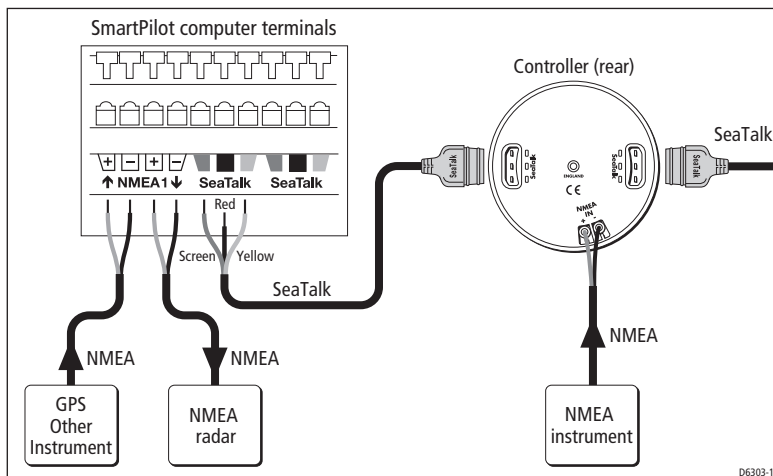 SmartPilot computer terminals
Controller (rear)
SeaTalk
+ − + −
↑ NMEA1 ↓ SeaTalk SeaTalk
Red
Screen Yellow
SeaTalk
SeaTalk
SeaTalk
SeaTalk
SeaTalk
ENGLAND
CE
NMEA
IN
+ -
NMEA
NMEA
NMEA
GPS
Other
Instrument
NMEA
radar
NMEA
instrument
D6303-1